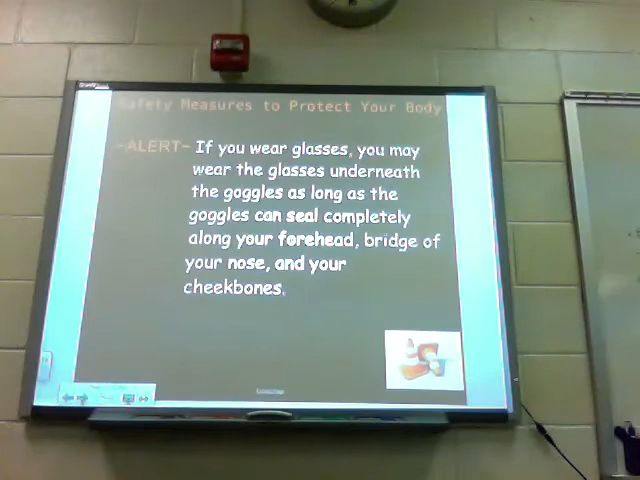 Safety Measures to Protect Your Body
-ALERT- If you wear glasses, you may
wear the glasses underneath
the goggles as long as the
goggles can seal completely
along your forehead, bridge of
your nose, and your
cheekbones.